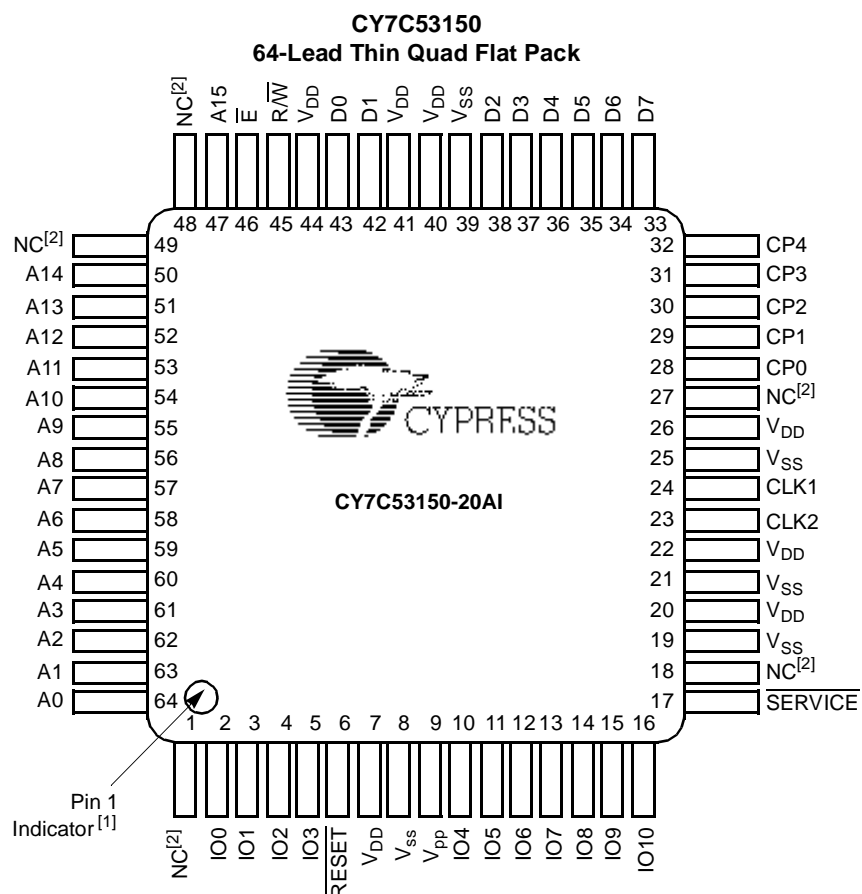 CY7C53150
64-Lead Thin Quad Flat Pack
NC[2] A15 E R/W VDD D0 D1 VDD VDD VSS D2 D3 D4 D5 D6 D7
48 47 46 45 44 43 42 41 40 39 38 37 36 35 34 33
NC[2] 49 32 CP4
A14 50 31 CP3
A13 51 30 CP2
A12 52 29 CP1
A11 53 28 CP0
A10 54 27 NC[2]
A9 55 26 VDD
A8 56 25 VSS
A7 57 24 CLK1
A6 58 23 CLK2
A5 59 22 VDD
A4 60 21 VSS
A3 61 20 VDD
A2 62 19 VSS
A1 63 18 NC[2]
A0 64 17 SERVICE
CYPRESS
CY7C53150-20AI
1 2 3 4 5 6 7 8 9 10 11 12 13 14 15 16
NC[2] IO0 IO1 IO2 IO3 RESET VDD Vss Vpp IO4 IO5 IO6 IO7 IO8 IO9 IO10
Pin 1
Indicator[1]